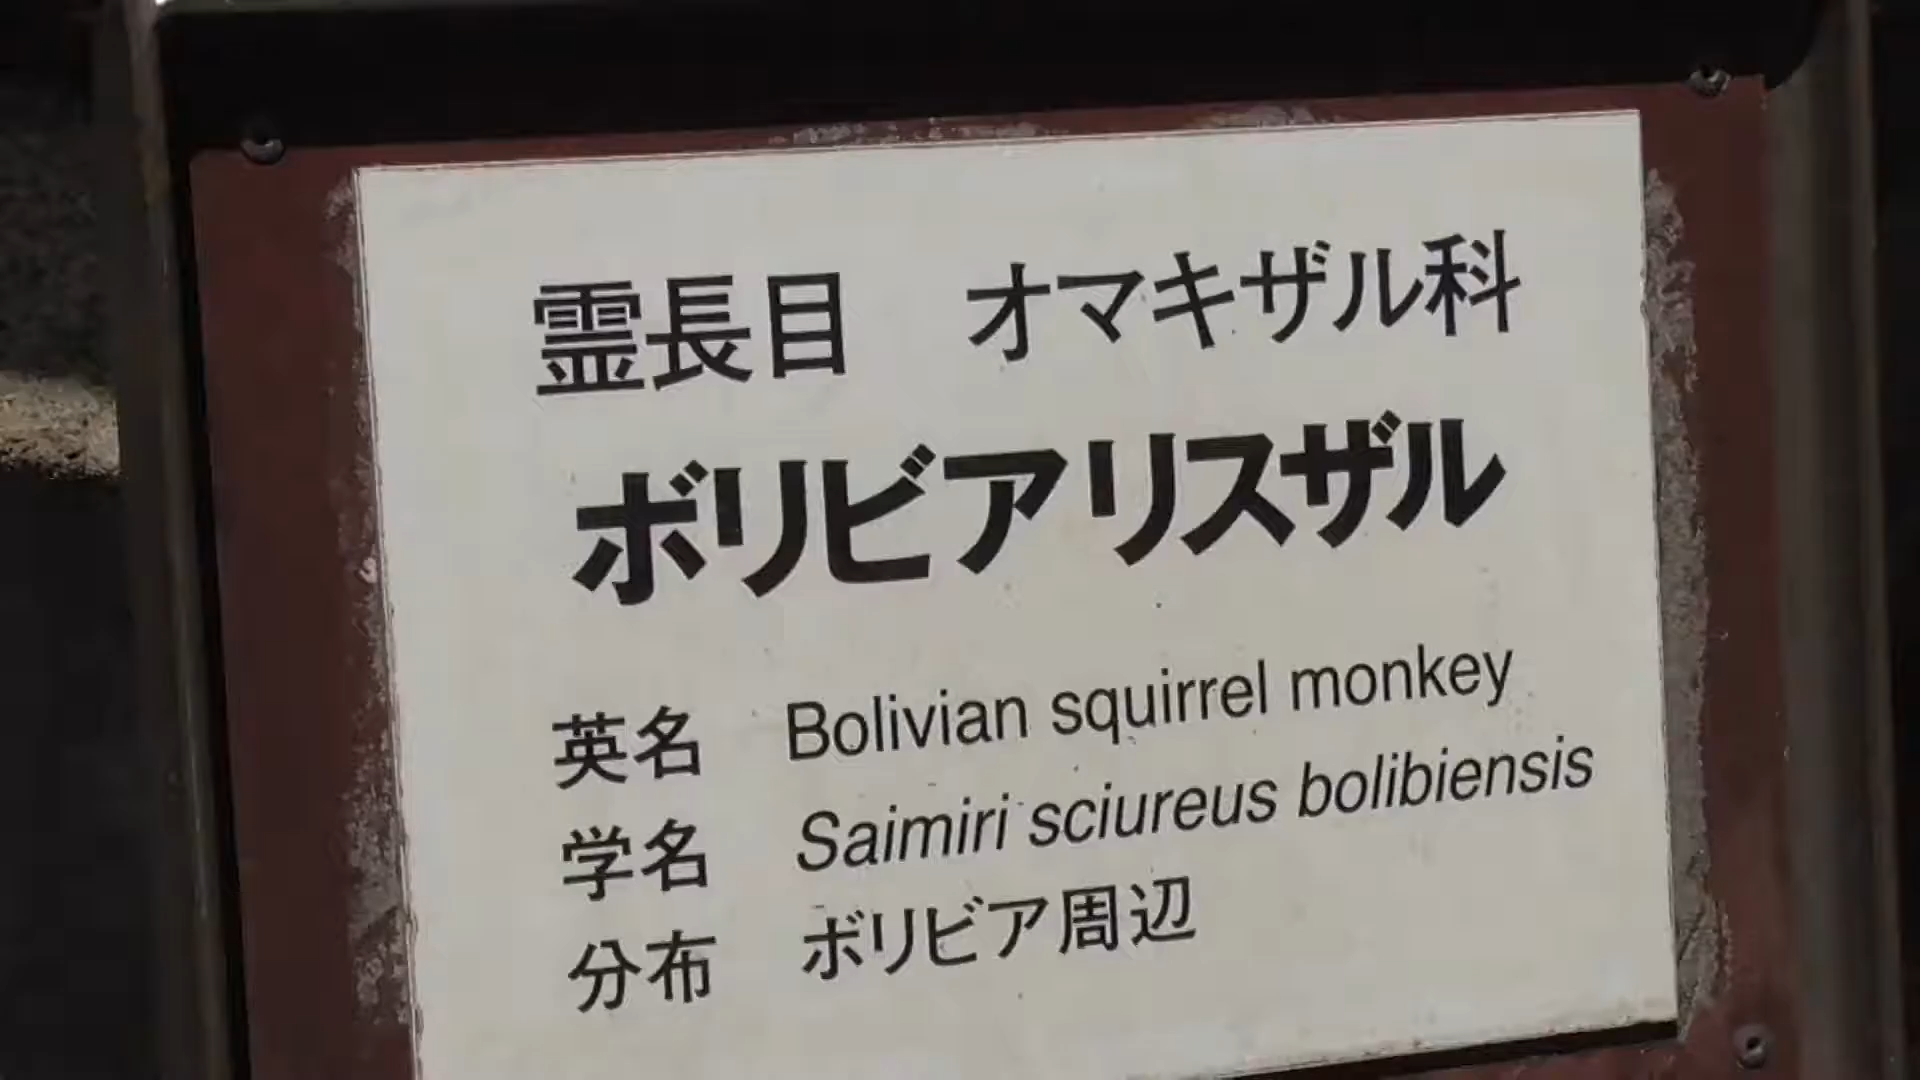 霊長目　オマキザル科
ボリビアリスザル
英名　Bolivian squirrel monkey
学名　Saimiri sciureus bolibiensis
分布　ボリビア周辺